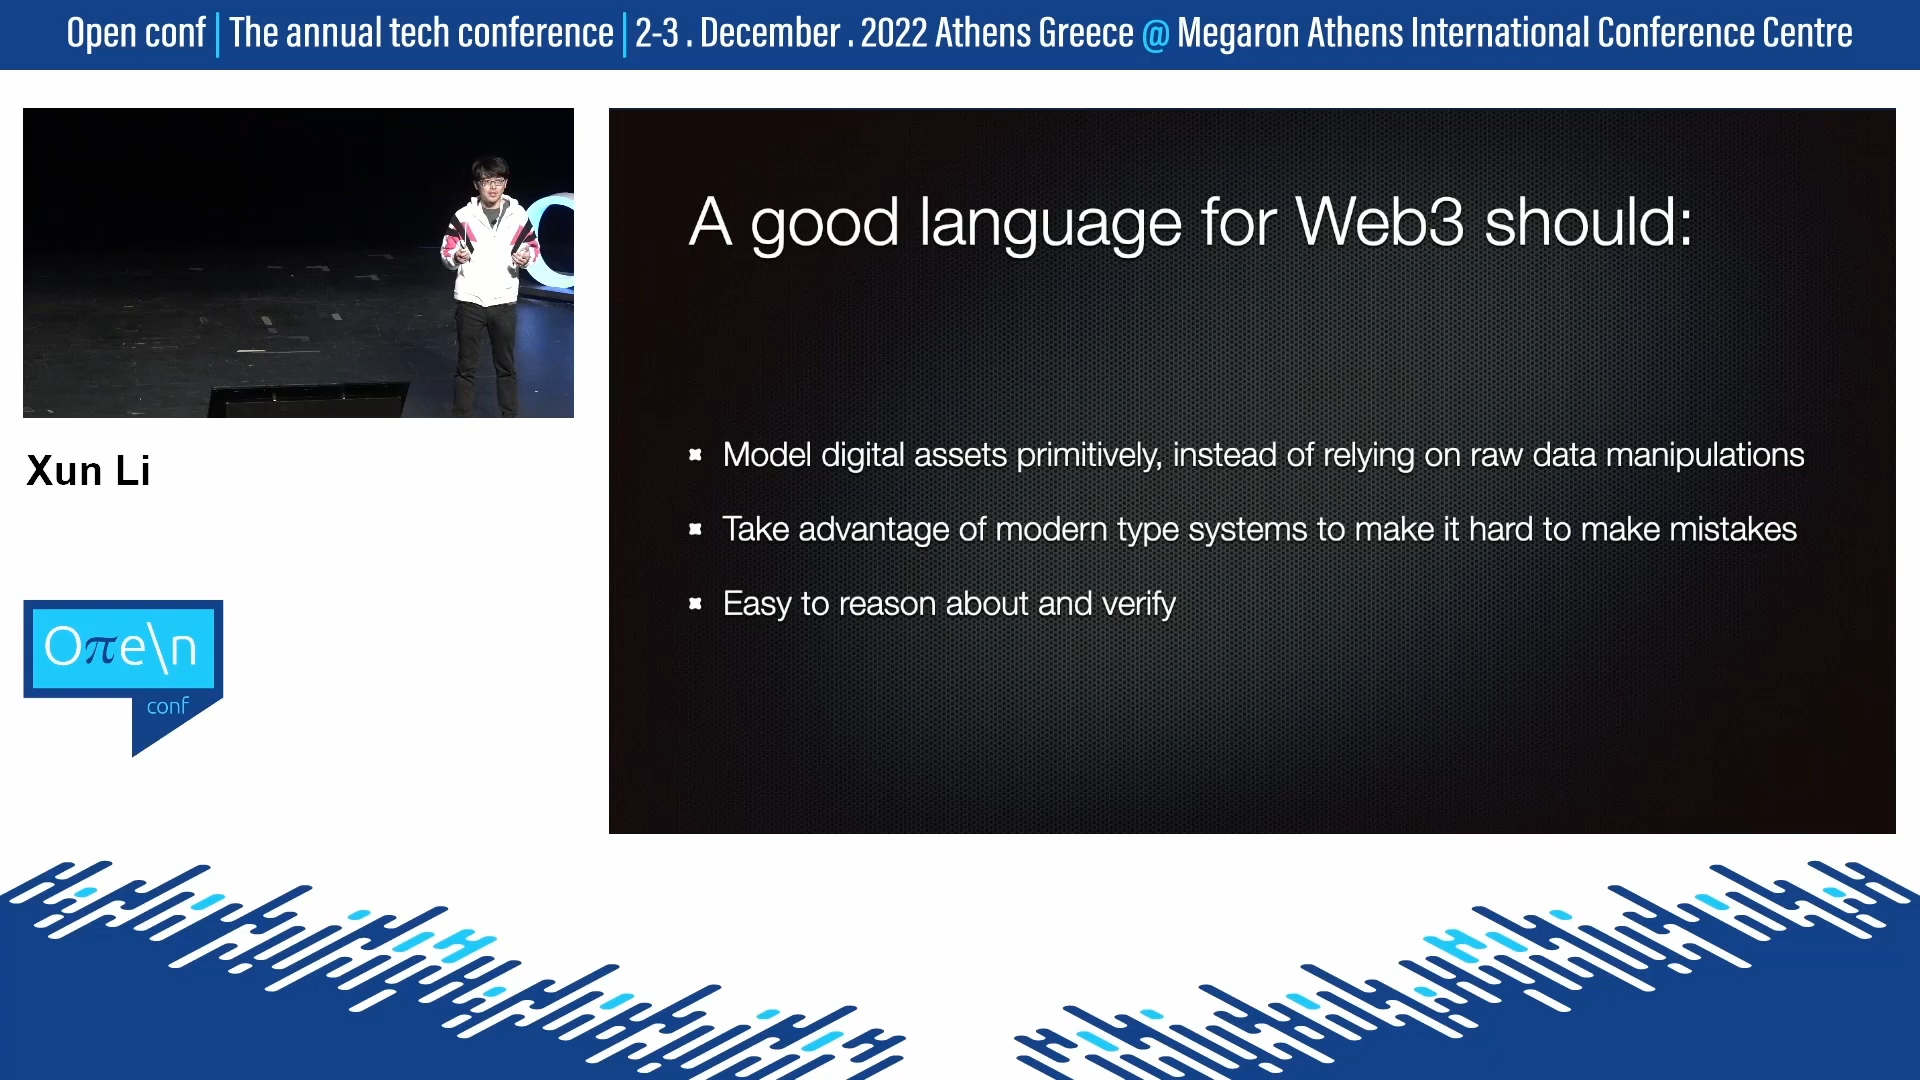 Open conf | The annual tech conference | 2-3 . December . 2022 Athens Greece @ Megaron Athens International Conference Centre
A good language for Web3 should:
Model digital assets primitively, instead of relying on raw data manipulations
Take advantage of modern type systems to make it hard to make mistakes
Easy to reason about and verify
Xun Li
Oπe\n
conf